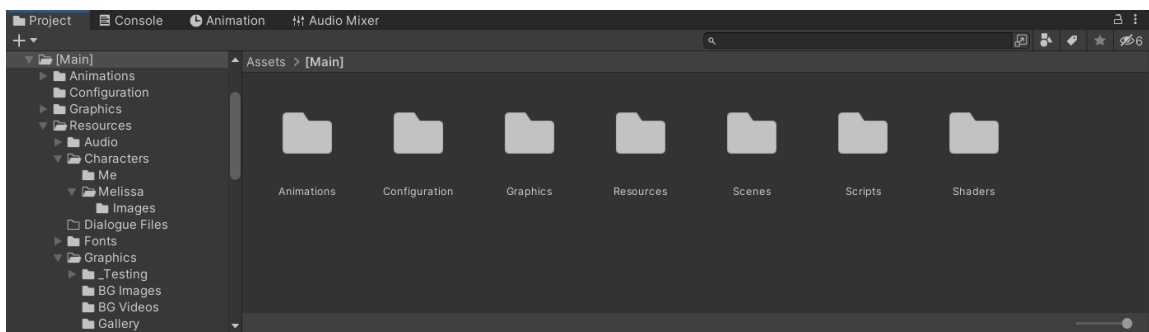 Project Console Animation Audio Mixer
6
[Main]
Animations
Configuration
Graphics
Resources
Audio
Characters
Me
Melissa
Images
Dialogue Files
Fonts
Graphics
_Testing
BG Images
BG Videos
Gallery
Assets > [Main]
Animations Configuration Graphics Resources Scenes Scripts Shaders